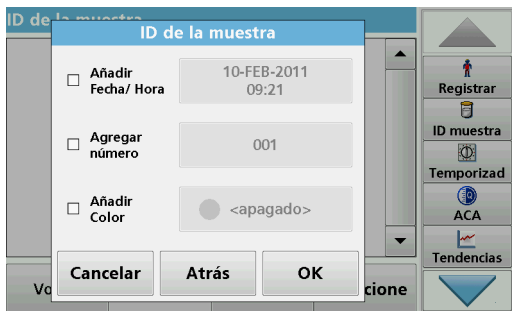 ID de la muestra
ID de la muestra
Añadir
Fecha/ Hora
10-FEB-2011
09:21
Agregar
número
001
Añadir
Color
<apagado>
Cancelar
Atrás
OK
Vo
cione
Registrar
ID muestra
Temporizad
ACA
Tendencias